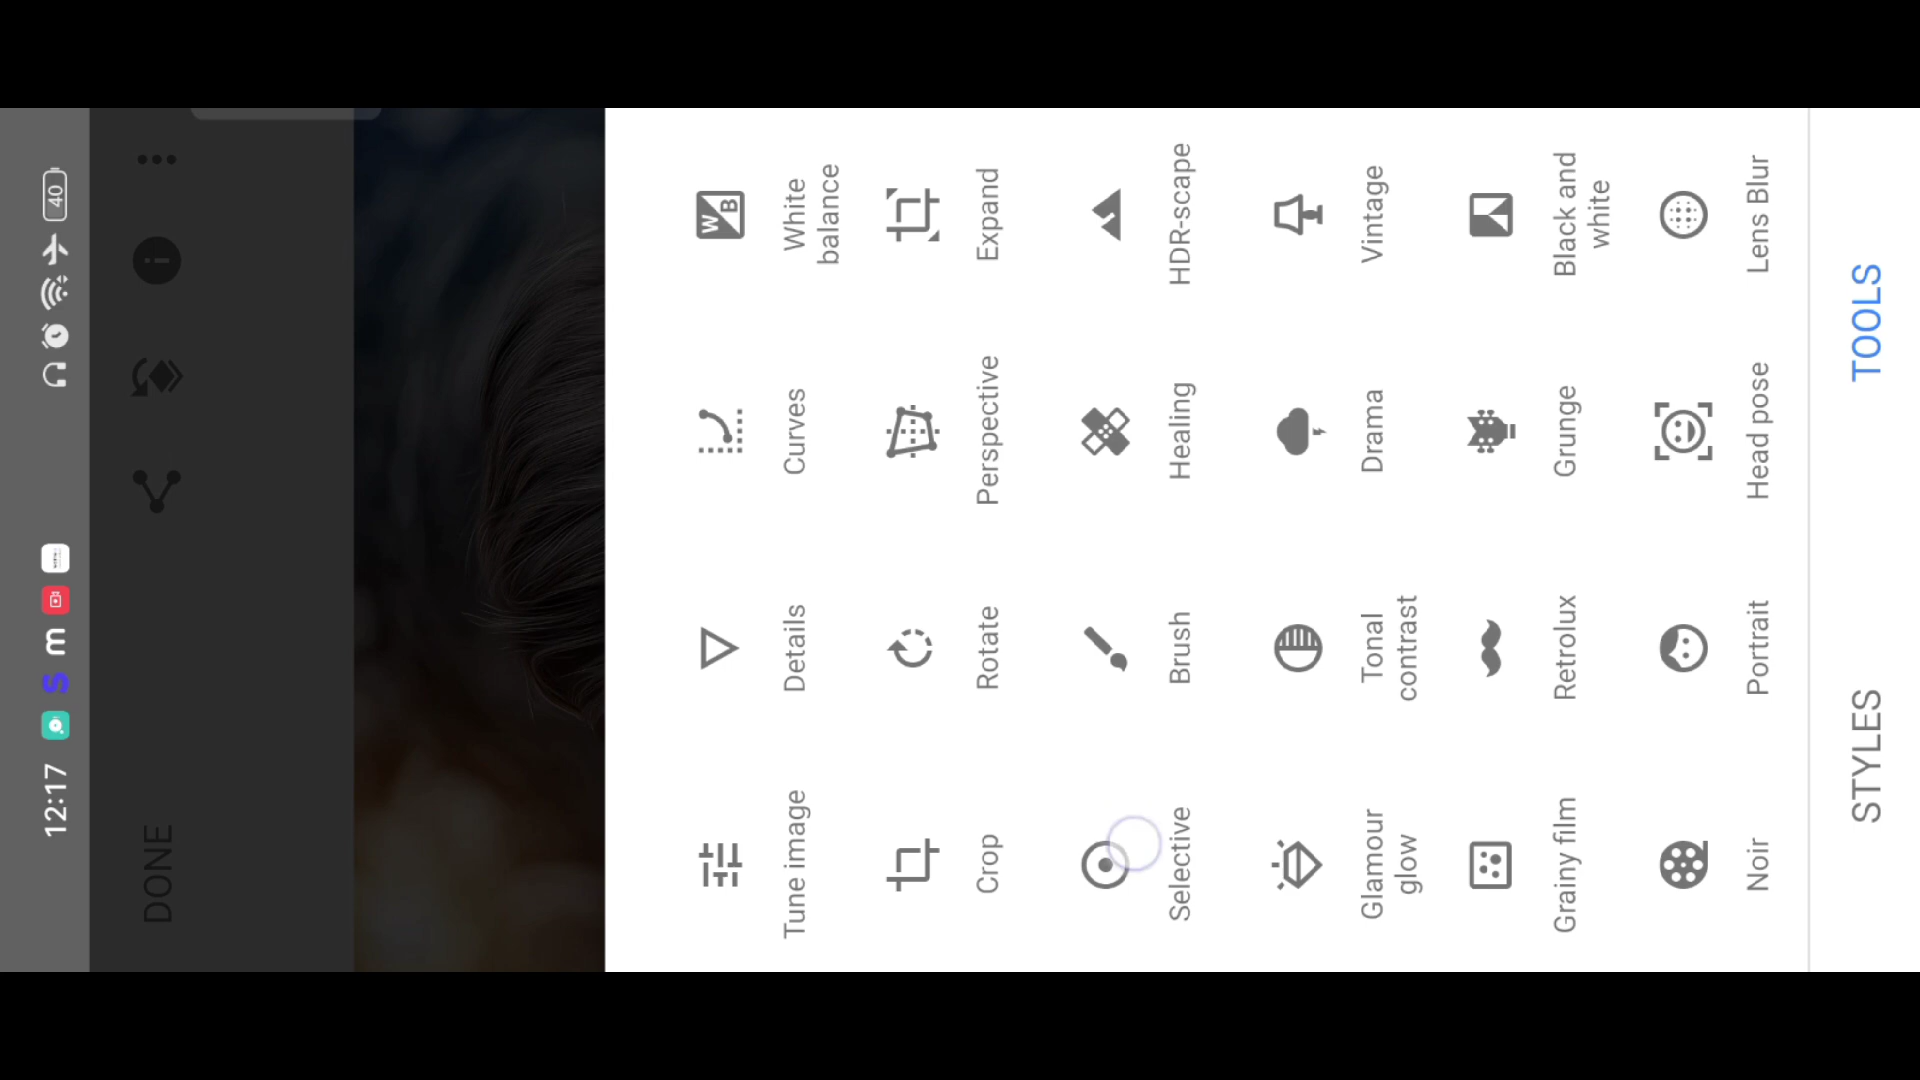 12:17
S
m
40
DONE
Tune image
Details
Curves
W
B
White
balance
Crop
Rotate
Perspective
Expand
Selective
Brush
Healing
HDR-scape
Glamour
glow
Tonal
contrast
Drama
Vintage
Grainy film
Retrolux
Grunge
Black and
white
Noir
Portrait
Head pose
Lens Blur
STYLES
TOOLS